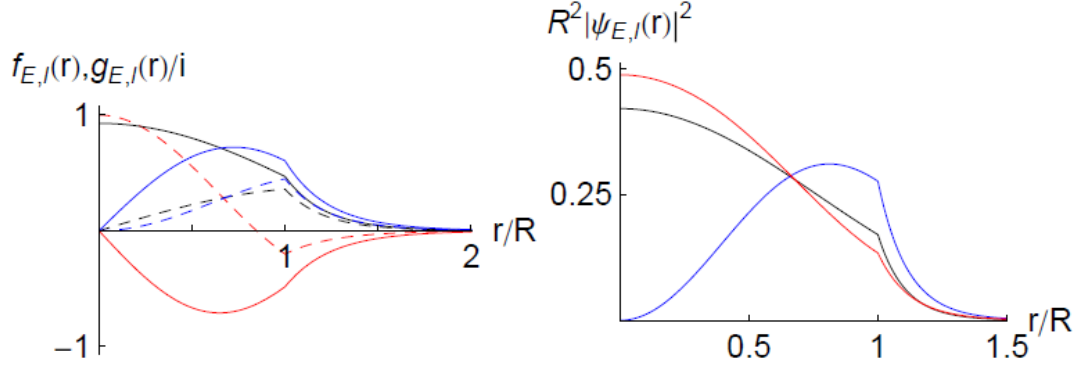 f_{E,l}(r),g_{E,l}(r)/i
1
−1
1
2
r/R
R²|ψ_{E,l}(r)|²
0.5
0.25
0.5
1
1.5
r/R